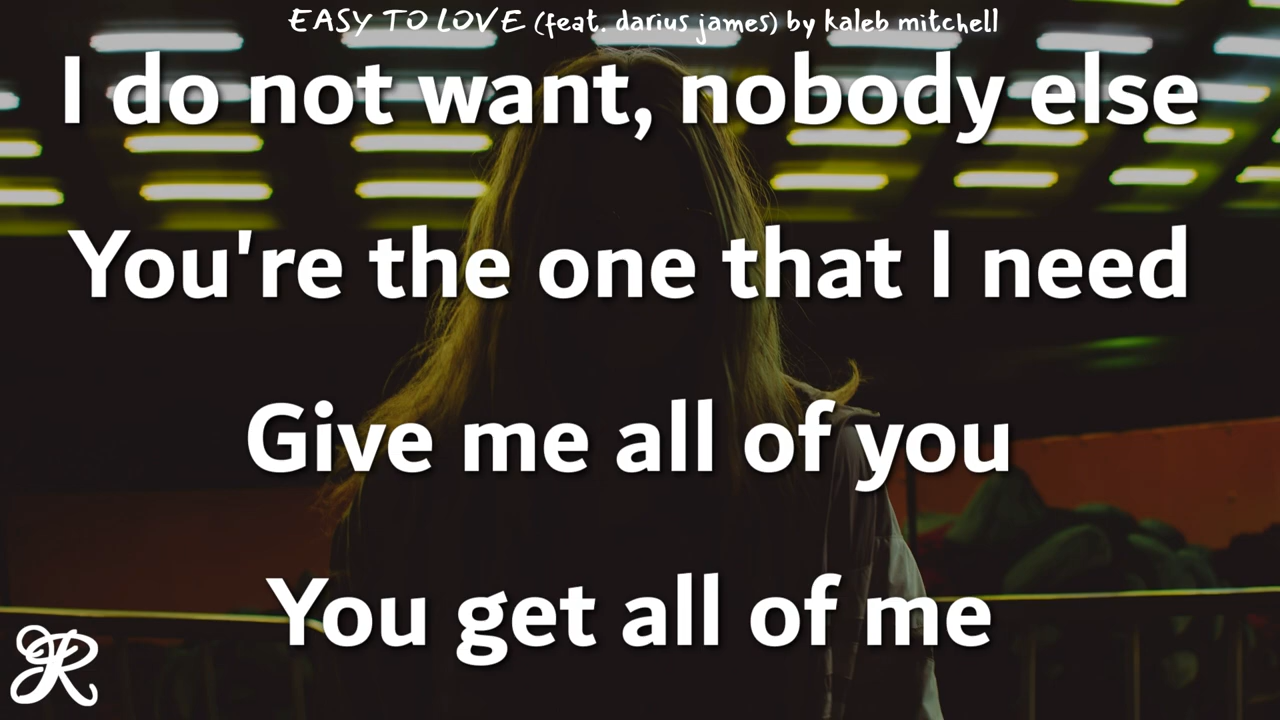 EASY TO LOVE (feat. darius james) by kaleb mitchell
I do not want, nobody else
You're the one that I need
Give me all of you
You get all of me